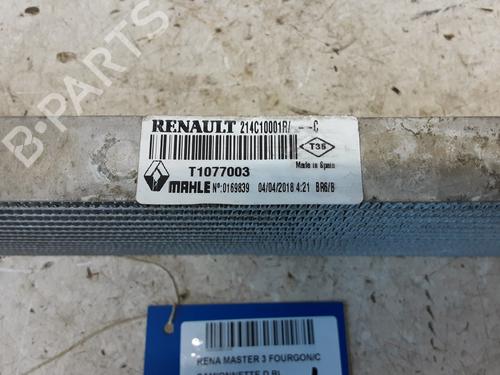 B-PARTS
RENAULT 214C10001R/ ---C
T35
Made in Spain
T1077003
MAHLE Nº:0169839 04/04/2018 4:21 BR6/B
RENA MASTER 3 FOURGON/C